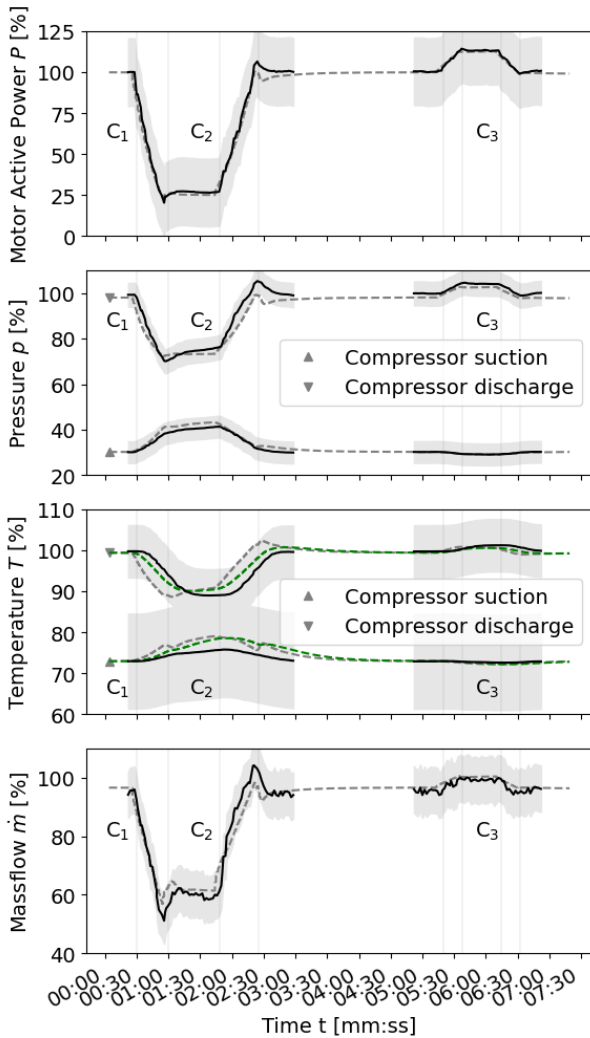 Motor Active Power P [%]
125
100
75
50
25
0
C1
C2
C3
Pressure p [%]
100
80
60
40
20
C1
C2
C3
Compressor suction
Compressor discharge
Temperature T [%]
110
100
90
80
70
60
C1
C2
C3
Compressor suction
Compressor discharge
Massflow ṁ [%]
100
80
60
40
C1
C2
C3
00:00
00:30
01:00
01:30
02:00
02:30
03:00
03:30
04:00
04:30
05:00
05:30
06:00
06:30
07:00
07:30
Time t [mm:ss]